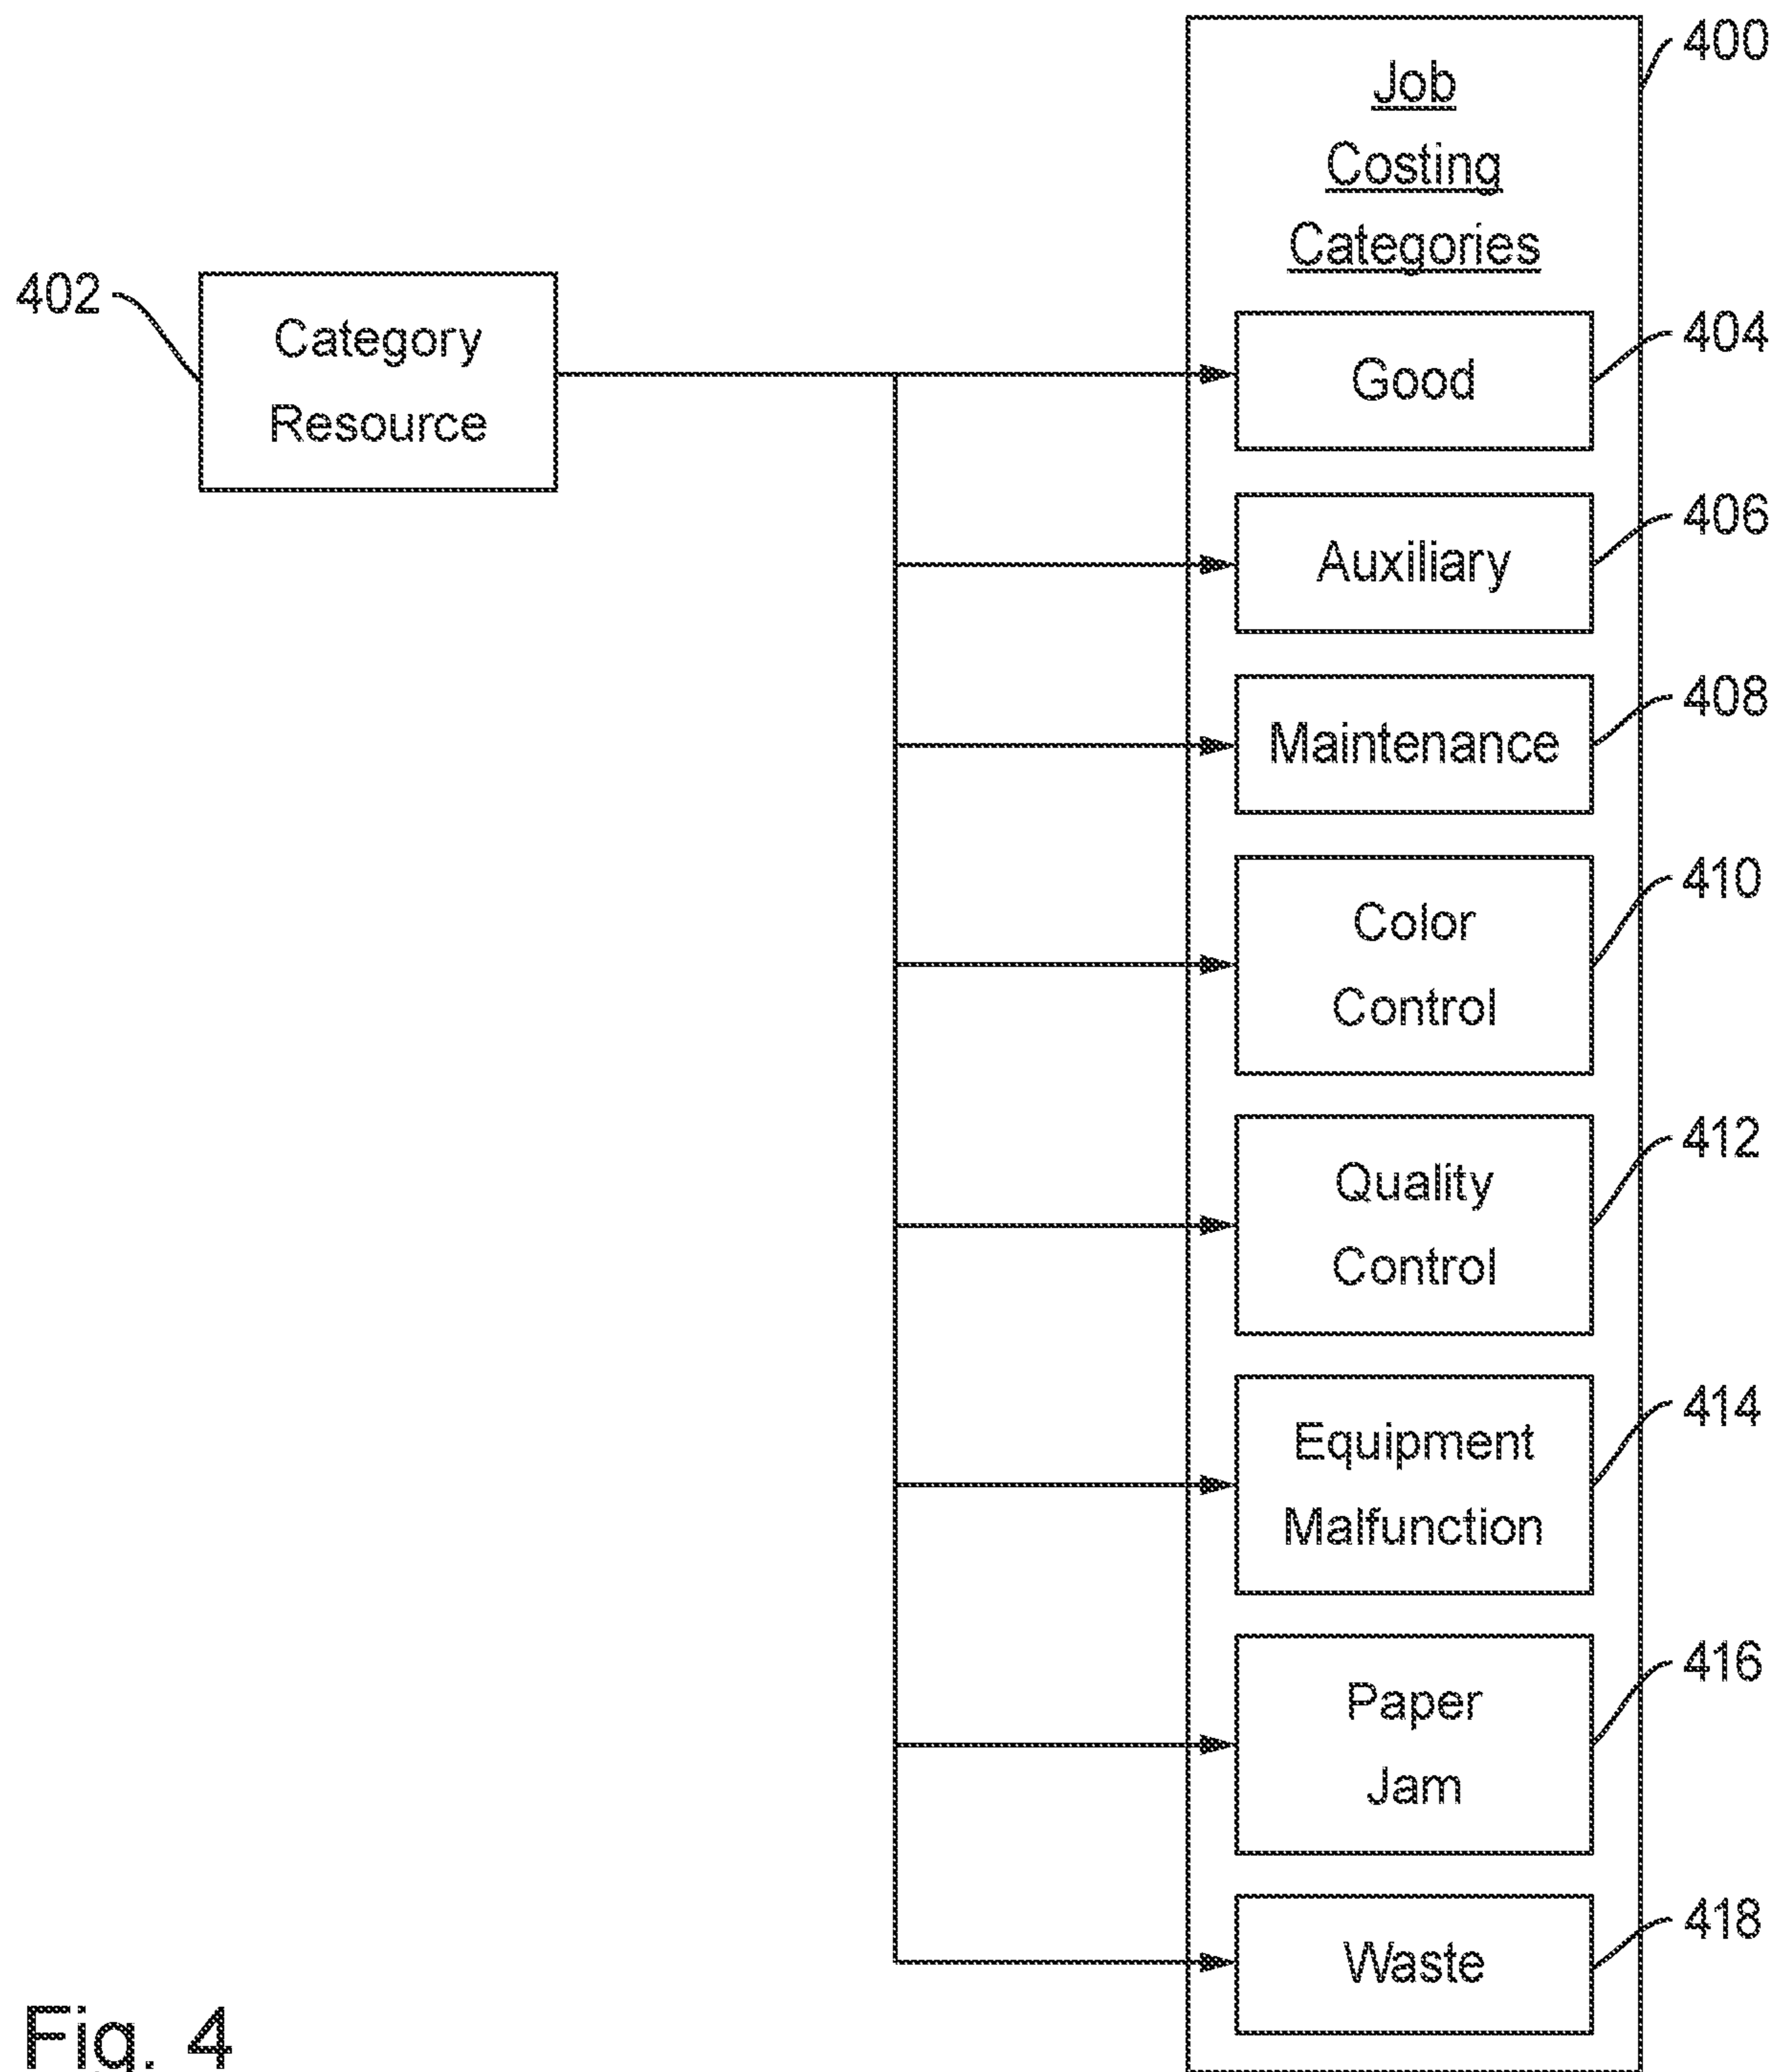 400
Job
Costing
Categories
402
Category
Resource
Good
404
Auxiliary
406
Maintenance
408
Color
Control
410
Quality
Control
412
Equipment
Malfunction
414
Paper
Jam
416
Waste
418
Fig. 4